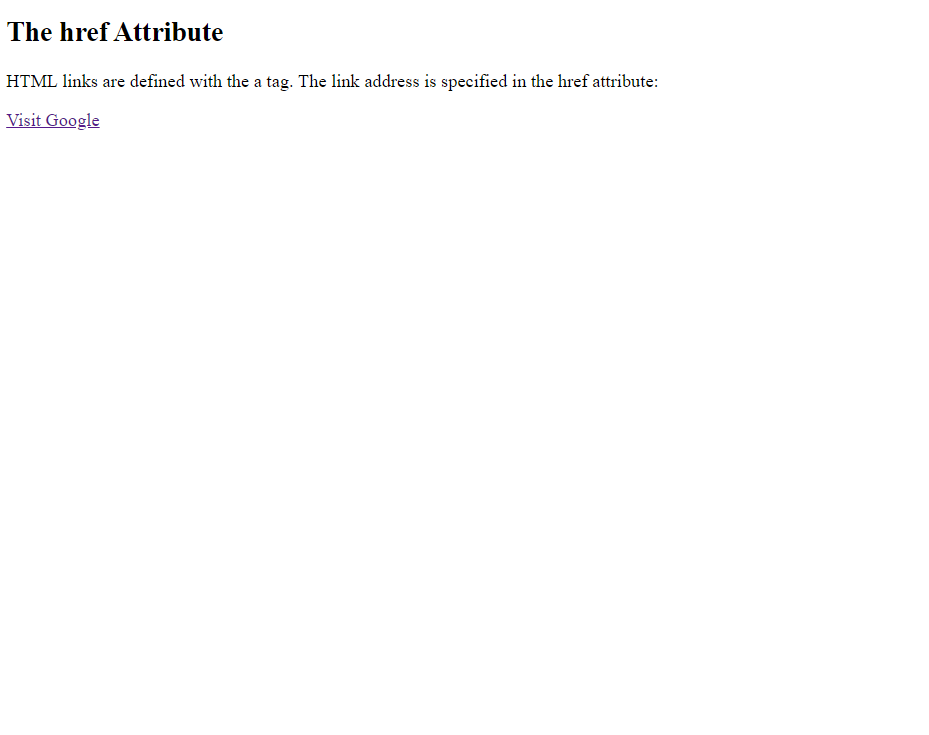 The href Attribute
HTML links are defined with the a tag. The link address is specified in the href attribute:
Visit Google